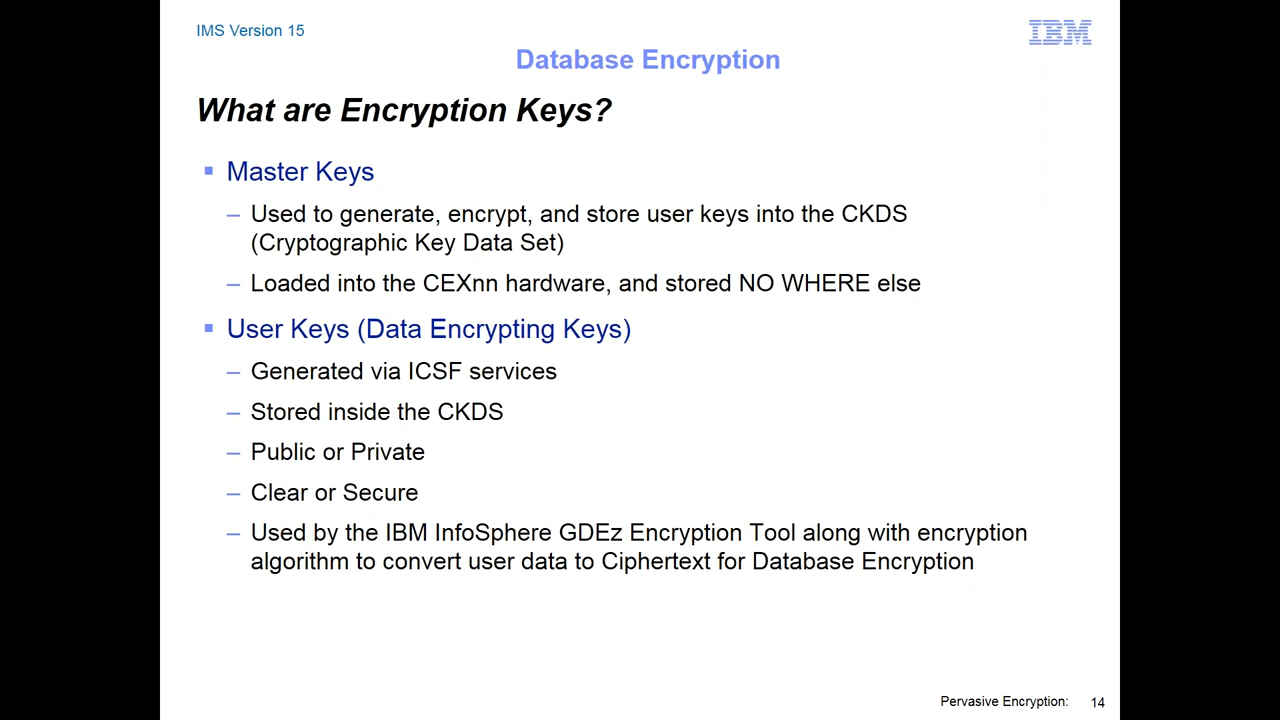 IMS Version 15
IBM
Database Encryption
What are Encryption Keys?
▪ Master Keys
– Used to generate, encrypt, and store user keys into the CKDS
(Cryptographic Key Data Set)
– Loaded into the CEXnn hardware, and stored NO WHERE else
▪ User Keys (Data Encrypting Keys)
– Generated via ICSF services
– Stored inside the CKDS
– Public or Private
– Clear or Secure
– Used by the IBM InfoSphere GDEz Encryption Tool along with encryption
algorithm to convert user data to Ciphertext for Database Encryption
Pervasive Encryption: 14